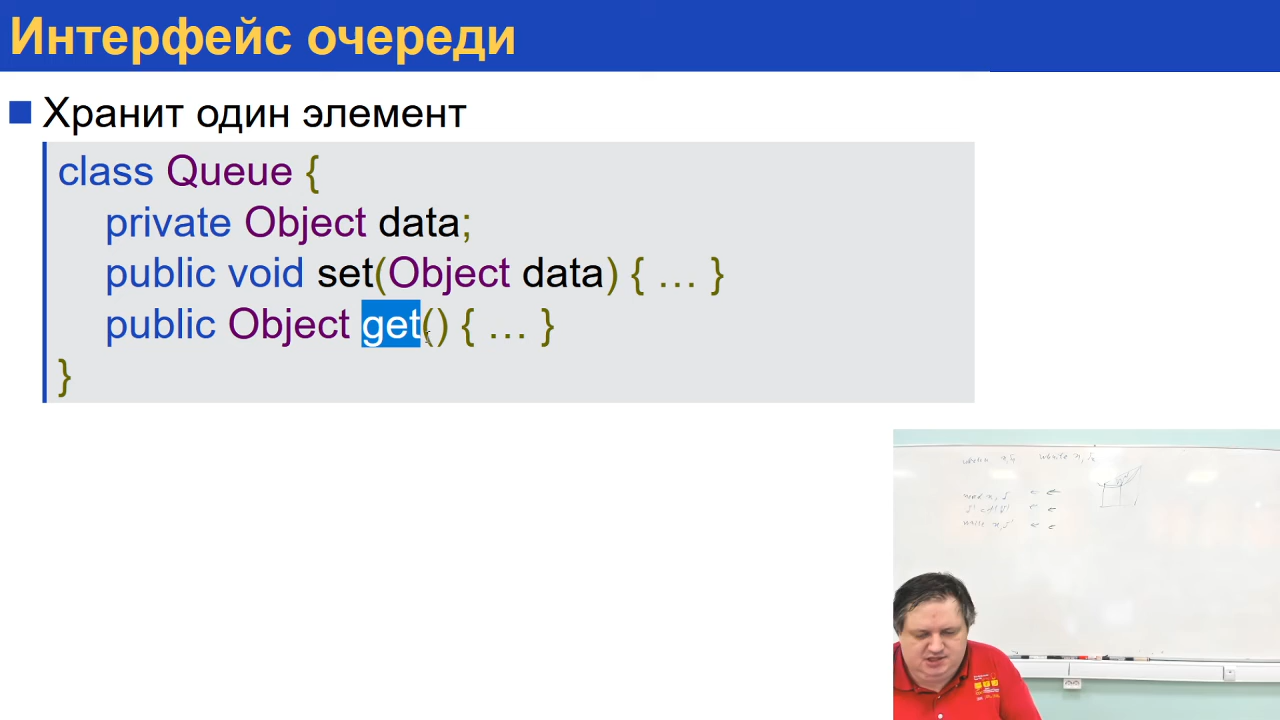 Интерфейс очереди
Хранит один элемент
class Queue {
private Object data;
public void set(Object data) { … }
public Object get() { … }
}